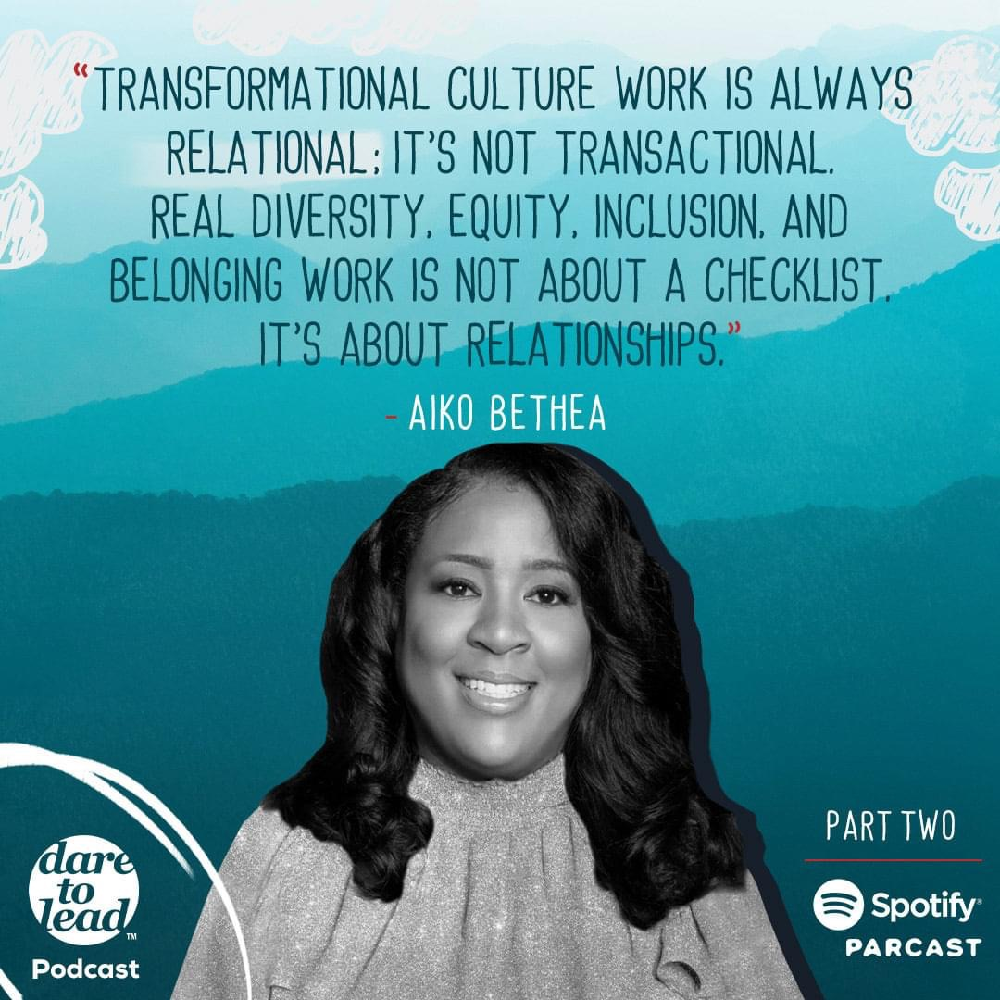 “TRANSFORMATIONAL CULTURE WORK IS ALWAYS
RELATIONAL; IT’S NOT TRANSACTIONAL.
REAL DIVERSITY, EQUITY, INCLUSION, AND
BELONGING WORK IS NOT ABOUT A CHECKLIST.
IT’S ABOUT RELATIONSHIPS.”
- AIKO BETHEA
PART TWO
dare
to
lead™
Podcast
Spotify®
PARCAST